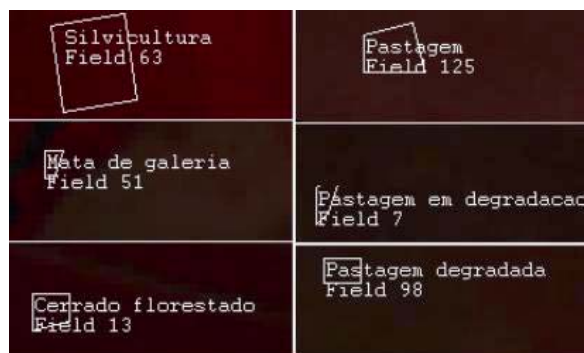 Silvicultura
Field 63
Pastagem
Field 125
Mata de galeria
Field 51
Pastagem em degradacao
Field 7
Cerrado florestado
Field 13
Pastagem degradada
Field 98